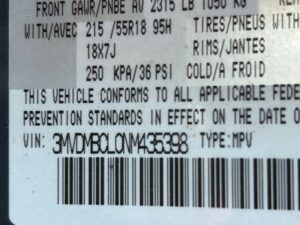 FRONT GAWR/PNBE AV 2315 LB 1050 KG
WITH/AVEC 215 /55R18 95H TIRES/PNEUS
18X7J RIMS/JANTES
250 KPA/36 PSI COLD/A FROID
THIS VEHICLE CONFORMS TO ALL APPLICABLE FEDE
PREVENTION STANDARDS IN EFFECT ON THE DATE O
VIN: 3MVDMBCL0NM435398 TYPE:MPV